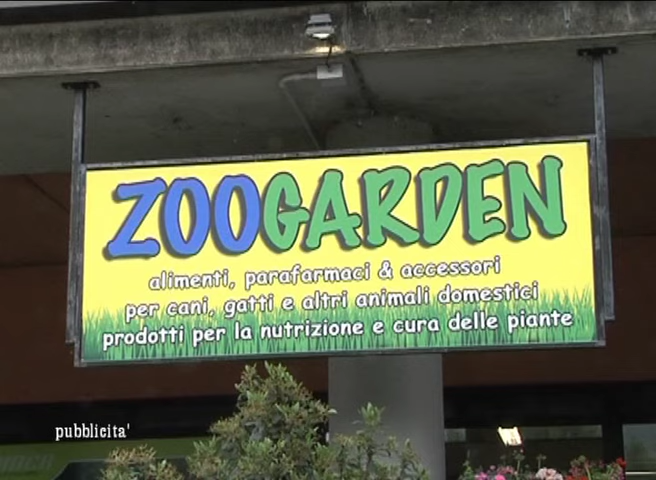 ZOOGARDEN
alimenti, parafarmaci & accessori
per cani, gatti e altri animali domestici
prodotti per la nutrizione e cura delle piante
pubblicita'